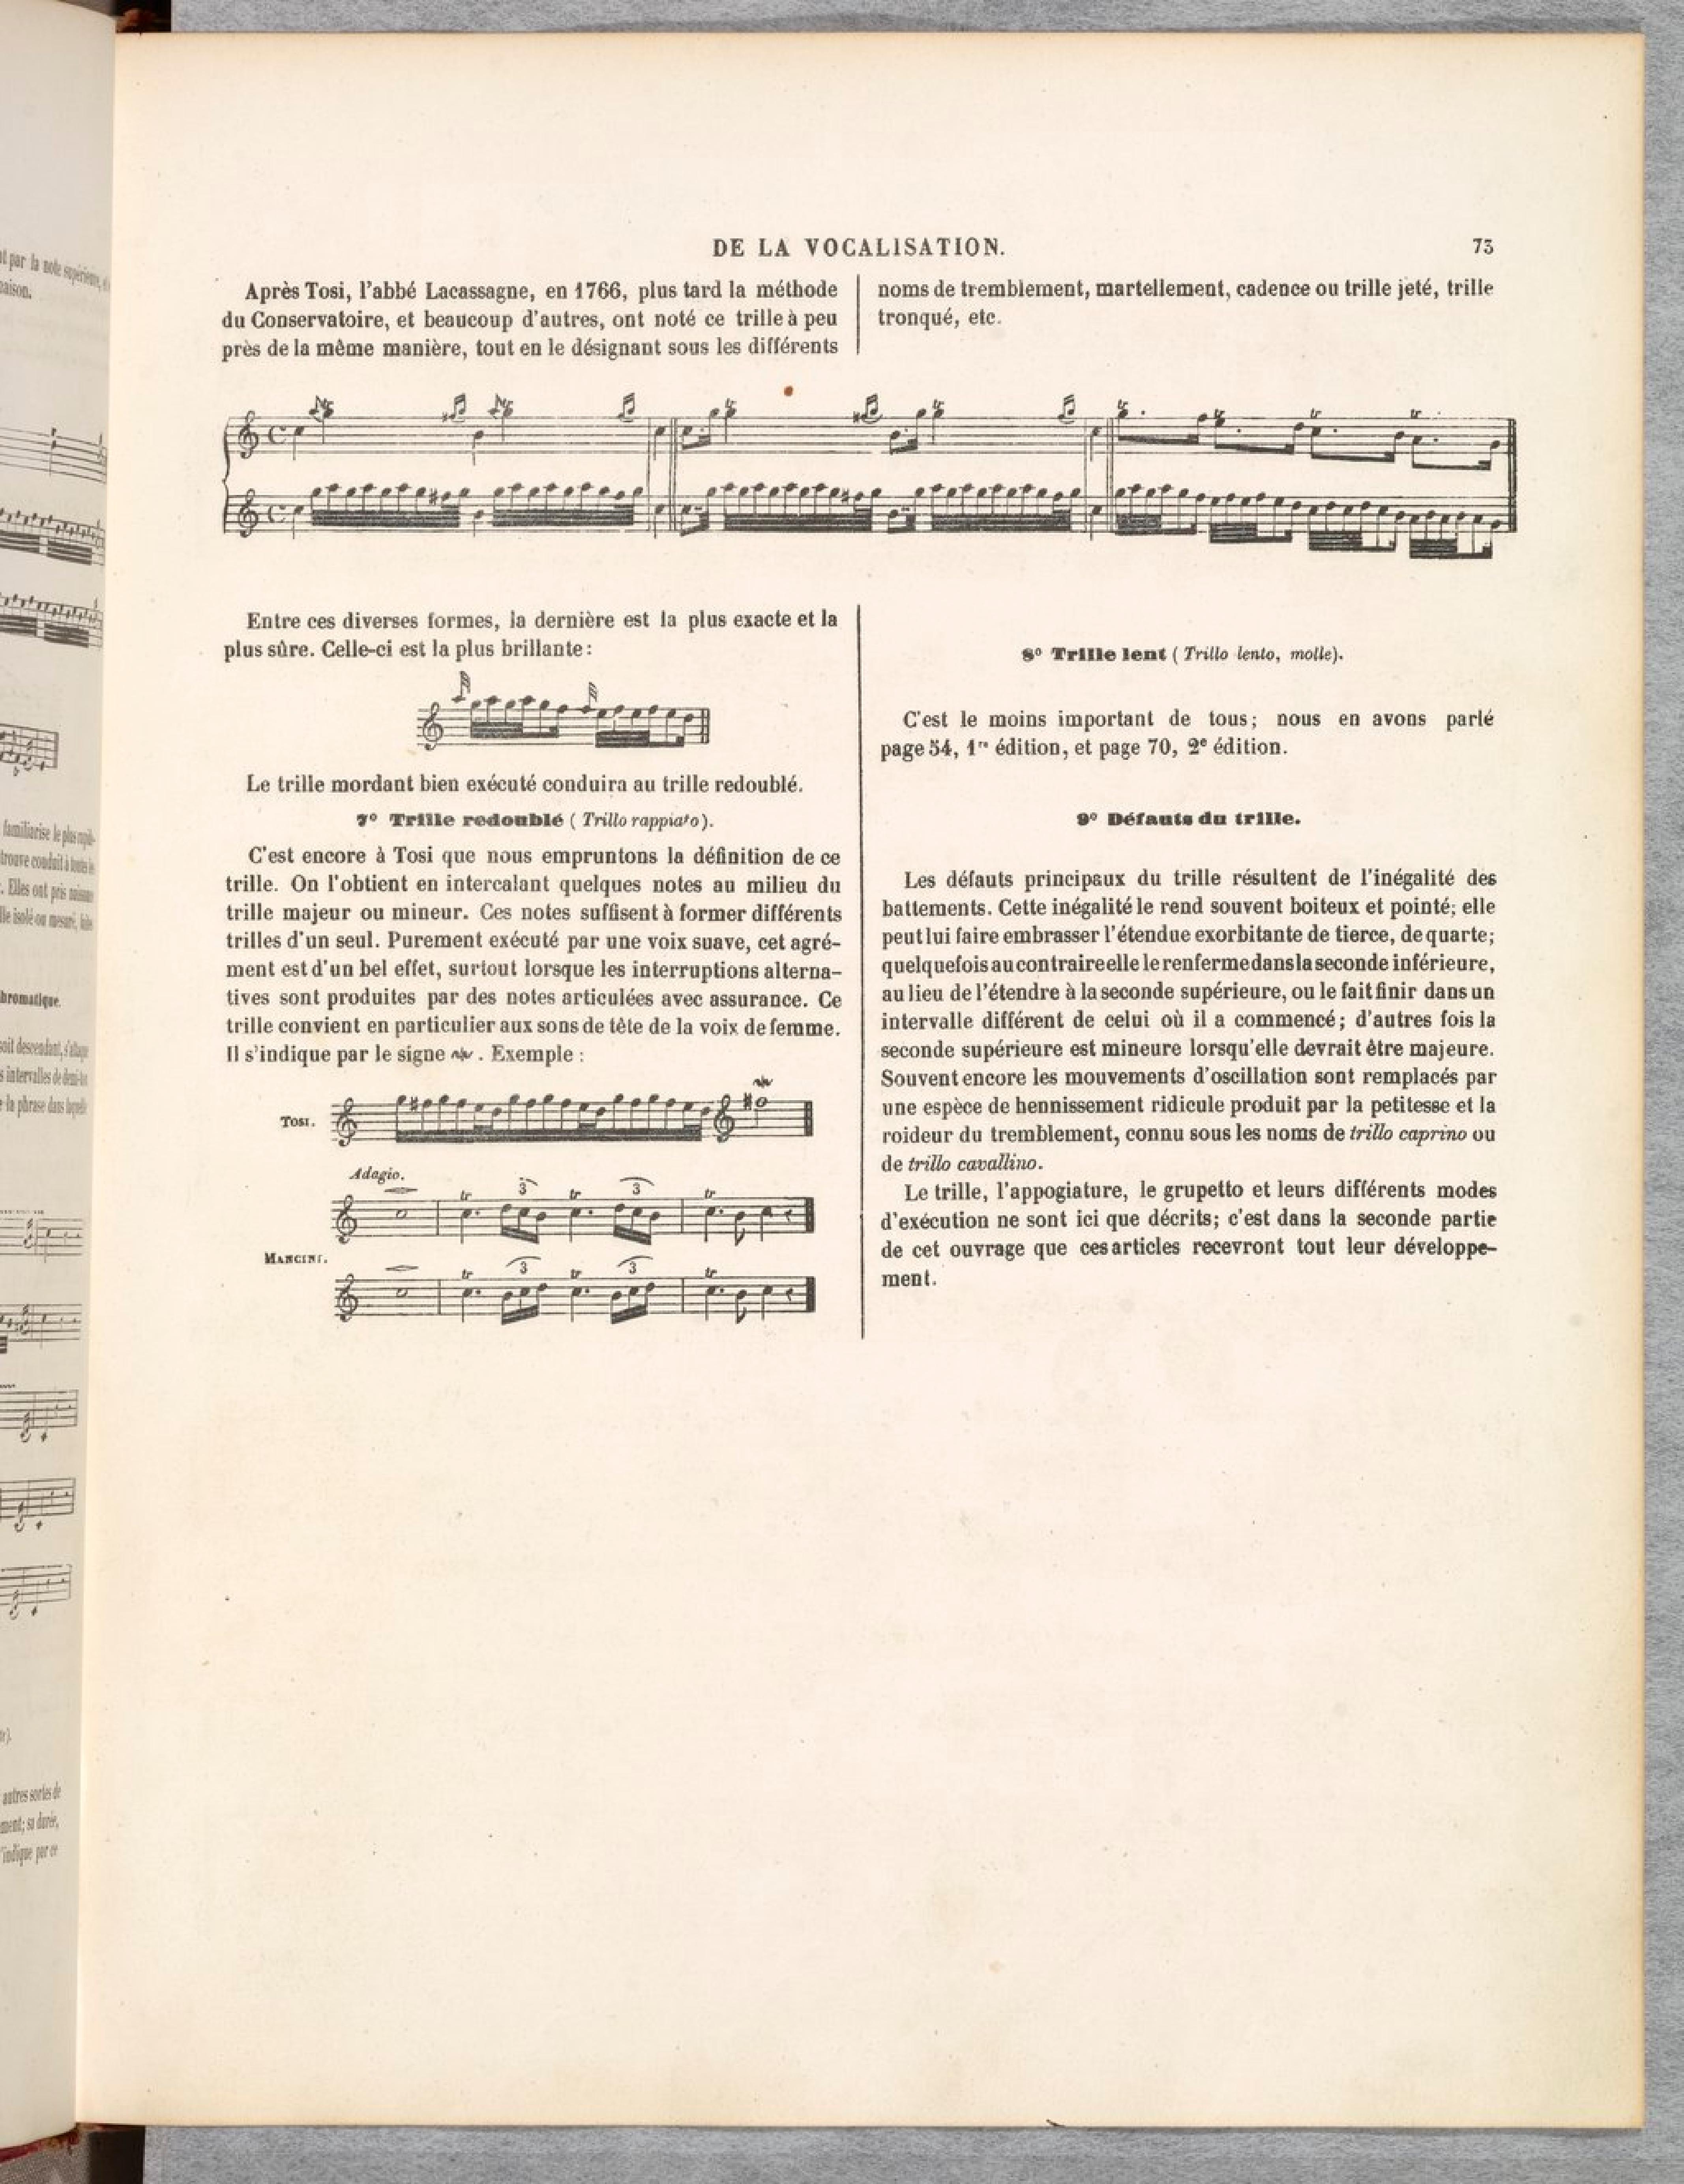 DE LA VOCALISATION.
73
Après Tosi, l'abbé Lacassagne, en 1766, plus tard la méthode
du Conservatoire, et beaucoup d'autres, ont noté ce trille à peu
près de la même manière, tout en le désignant sous les différents
noms de tremblement, martellement, cadence ou trille jeté, trille
tronqué, etc.
Entre ces diverses formes, la dernière est la plus exacte et la
plus sûre. Celle-ci est la plus brillante :
Le trille mordant bien exécuté conduira au trille redoublé.
7° Trille redoublé ( Trillo rappiato ).
C'est encore à Tosi que nous empruntons la définition de ce
trille. On l'obtient en intercalant quelques notes au milieu du
trille majeur ou mineur. Ces notes suffisent à former différents
trilles d'un seul. Purement exécuté par une voix suave, cet agré-
ment est d'un bel effet, surtout lorsque les interruptions alterna-
tives sont produites par des notes articulées avec assurance. Ce
trille convient en particulier aux sons de tête de la voix de femme.
Il s'indique par le signe . Exemple :
Tosi.
Adagio.
tr 3 tr 3 tr
Mancini.
tr 3 tr 3 tr
8° Trille lent ( Trillo lento, molle).
C'est le moins important de tous; nous en avons parlé
page 54, 1re édition, et page 70, 2e édition.
9° Défauts du trille.
Les défauts principaux du trille résultent de l'inégalité des
battements. Cette inégalité le rend souvent boiteux et pointé; elle
peut lui faire embrasser l'étendue exorbitante de tierce, de quarte;
quelquefois au contraire elle le renferme dans la seconde inférieure,
au lieu de l'étendre à la seconde supérieure, ou le fait finir dans un
intervalle différent de celui où il a commencé; d'autres fois la
seconde supérieure est mineure lorsqu'elle devrait être majeure.
Souvent encore les mouvements d'oscillation sont remplacés par
une espèce de hennissement ridicule produit par la petitesse et la
roideur du tremblement, connu sous les noms de trillo caprino ou
de trillo cavallino.
Le trille, l'appogiature, le grupetto et leurs différents modes
d'exécution ne sont ici que décrits; c'est dans la seconde partie
de cet ouvrage que ces articles recevront tout leur développe-
ment.